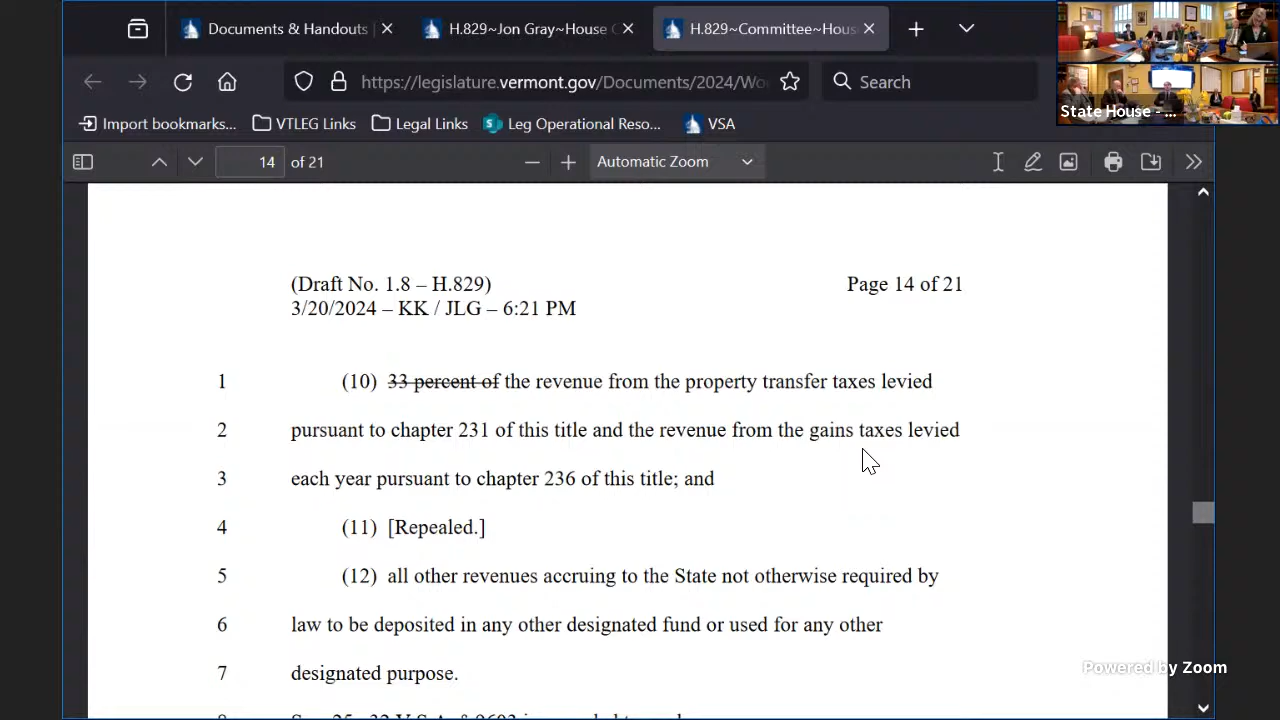 Documents & Handouts
H.829~Jon Gray~House
H.829~Committee~Hous
https://legislature.vermont.gov/Documents/2024/Wo
Search
Import bookmarks...
VTLEG Links
Legal Links
Leg Operational Reso...
VSA
State House - ...
14 of 21
Automatic Zoom
(Draft No. 1.8 – H.829) Page 14 of 21
3/20/2024 – KK / JLG – 6:21 PM
1 (10) 33 percent of the revenue from the property transfer taxes levied
2 pursuant to chapter 231 of this title and the revenue from the gains taxes levied
3 each year pursuant to chapter 236 of this title; and
4 (11) [Repealed.]
5 (12) all other revenues accruing to the State not otherwise required by
6 law to be deposited in any other designated fund or used for any other
7 designated purpose.
Powered by Zoom